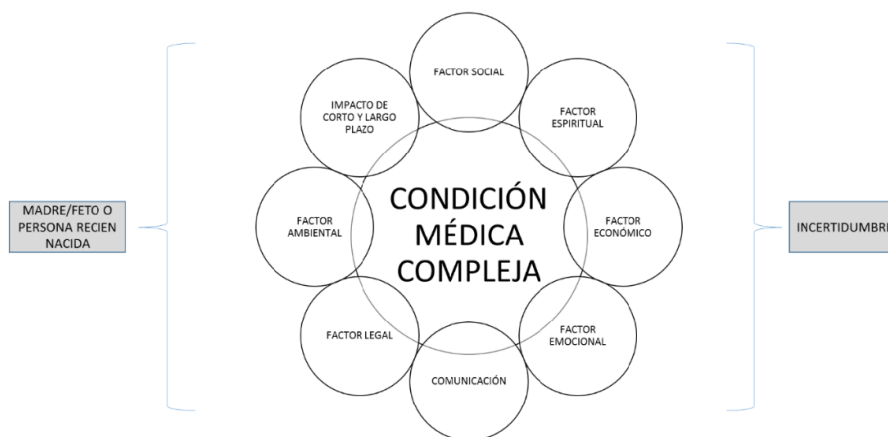 FACTOR SOCIAL
IMPACTO DE
CORTO Y LARGO
PLAZO
FACTOR
ESPIRITUAL
CONDICIÓN
MÉDICA
COMPLEJA
MADRE/FETO O
PERSONA RECIEN
NACIDA
FACTOR
AMBIENTAL
FACTOR
ECONÓMICO
INCERTIDUMBRE
FACTOR LEGAL
FACTOR
EMOCIONAL
COMUNICACIÓN